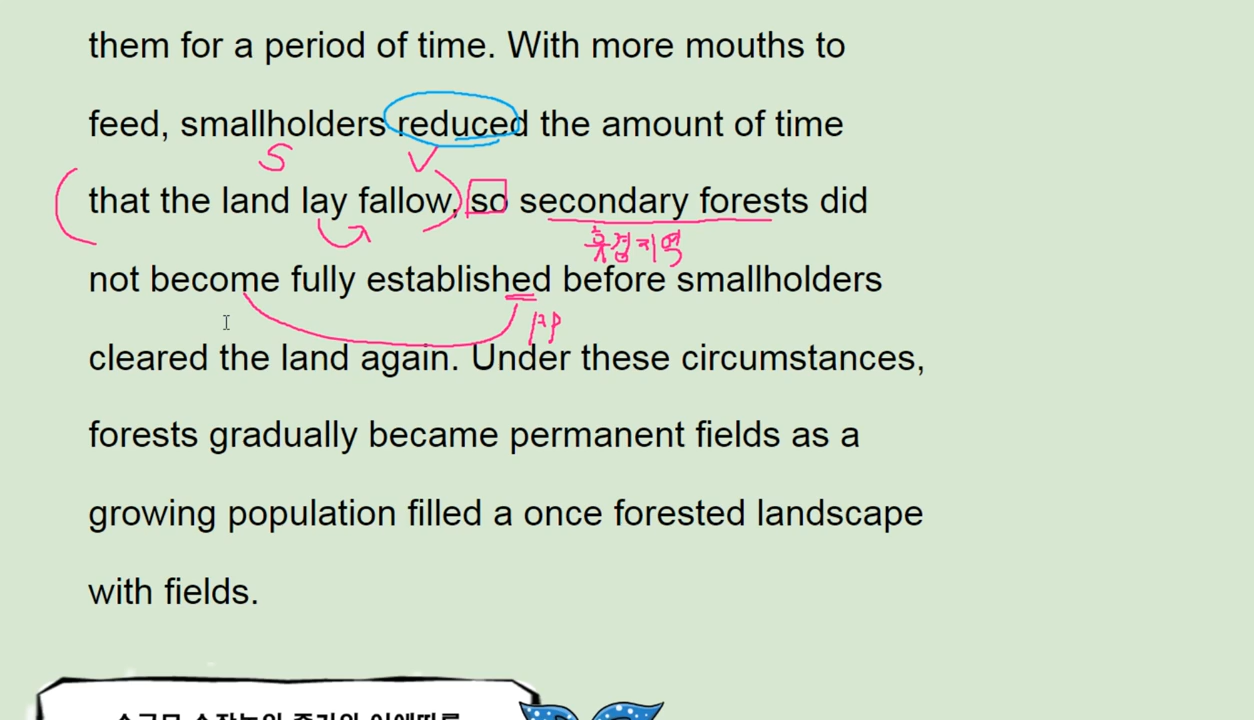 them for a period of time. With more mouths to
feed, smallholders reduced the amount of time
S V
that the land lay fallow, so secondary forests did
휴겁지역
not become fully established before smallholders
pp
cleared the land again. Under these circumstances,
forests gradually became permanent fields as a
growing population filled a once forested landscape
with fields.